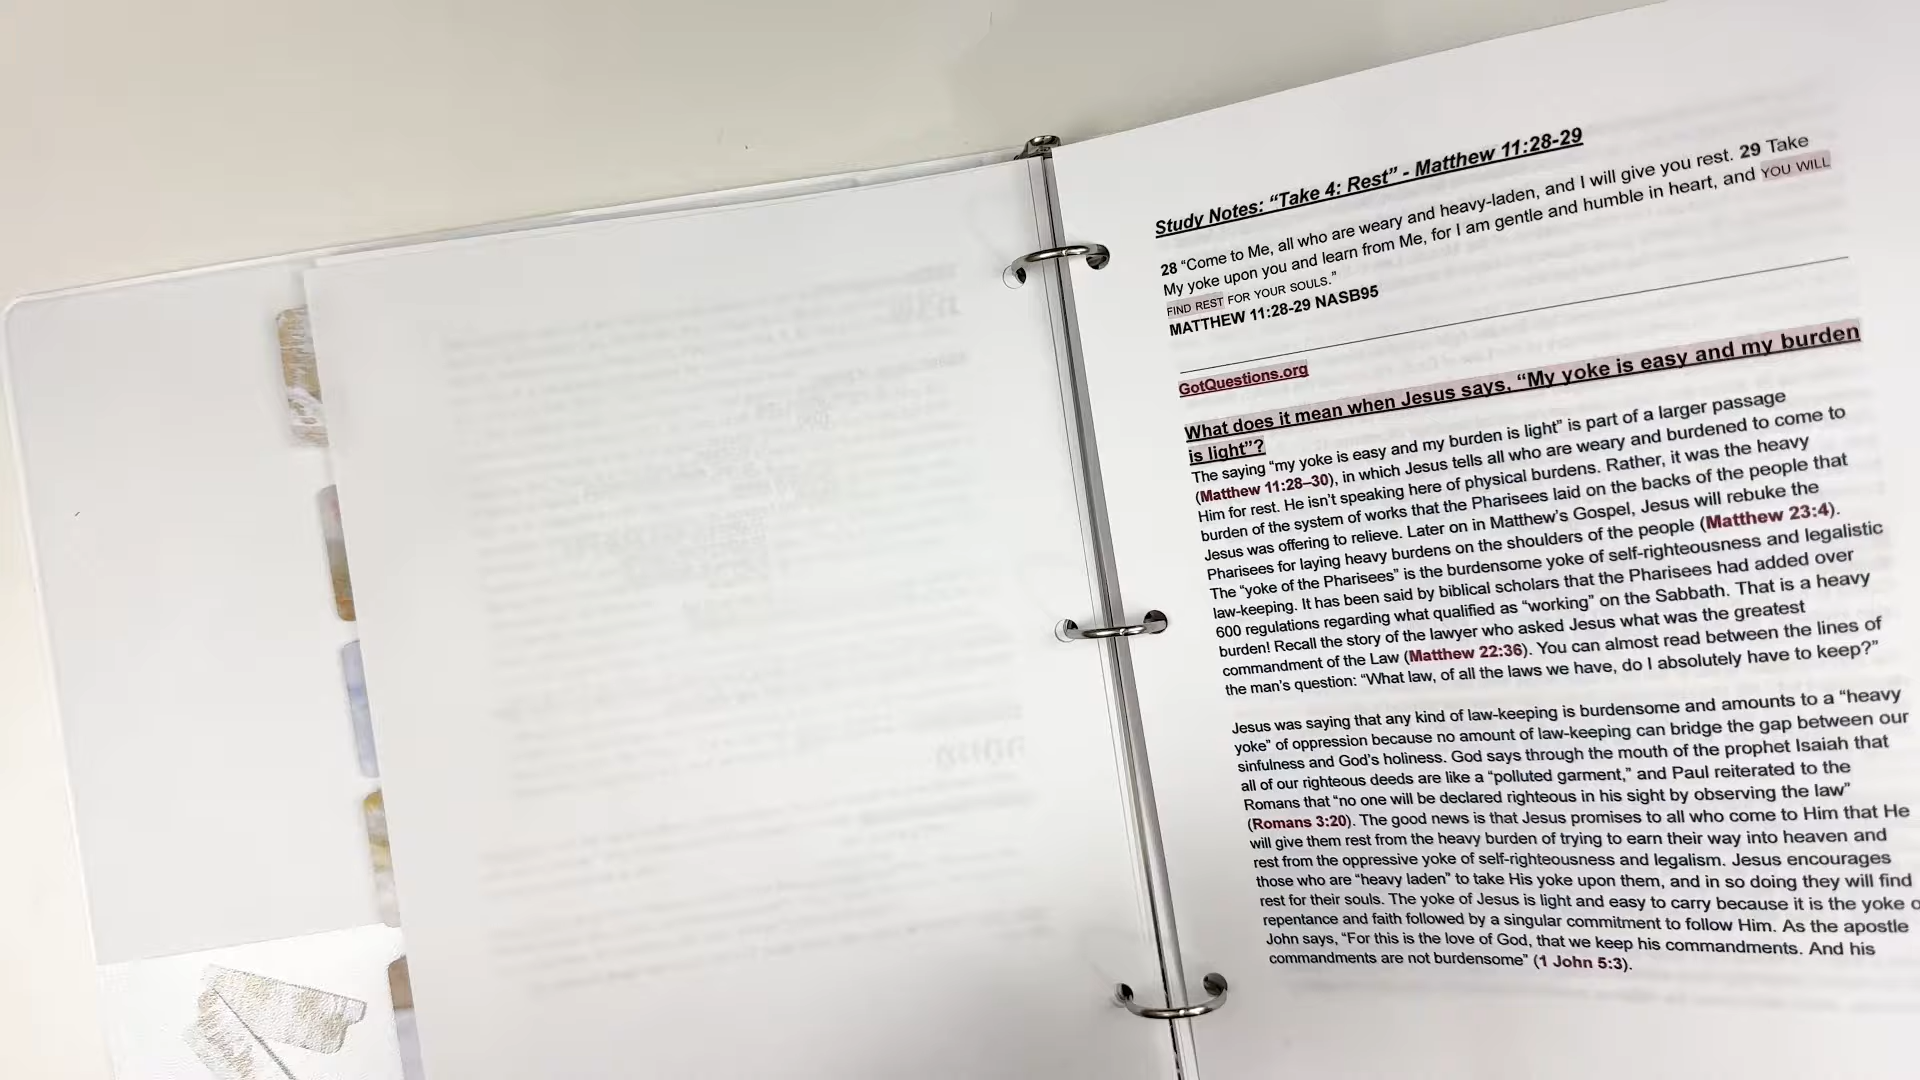 Study Notes: “Take 4: Rest” - Matthew 11:28-29
28 “Come to Me, all who are weary and heavy-laden, and I will give you rest. 29 Take
My yoke upon you and learn from Me, for I am gentle and humble in heart, and YOU WILL
FIND REST FOR YOUR SOULS.”
MATTHEW 11:28-29 NASB95
GotQuestions.org
What does it mean when Jesus says, “My yoke is easy and my burden
is light”?
The saying “my yoke is easy and my burden is light” is part of a larger passage
(Matthew 11:28–30), in which Jesus tells all who are weary and burdened to come to
Him for rest. He isn’t speaking here of physical burdens. Rather, it was the heavy
burden of the system of works that the Pharisees laid on the backs of the people that
Jesus was offering to relieve. Later on in Matthew’s Gospel, Jesus will rebuke the
Pharisees for laying heavy burdens on the shoulders of the people (Matthew 23:4).
The “yoke of the Pharisees” is the burdensome yoke of self-righteousness and legalistic
law-keeping. It has been said by biblical scholars that the Pharisees had added over
600 regulations regarding what qualified as “working” on the Sabbath. That is a heavy
burden! Recall the story of the lawyer who asked Jesus what was the greatest
commandment of the Law (Matthew 22:36). You can almost read between the lines of
the man’s question: “What law, of all the laws we have, do I absolutely have to keep?”
Jesus was saying that any kind of law-keeping is burdensome and amounts to a “heavy
yoke” of oppression because no amount of law-keeping can bridge the gap between our
sinfulness and God’s holiness. God says through the mouth of the prophet Isaiah that
all of our righteous deeds are like a “polluted garment,” and Paul reiterated to the
Romans that “no one will be declared righteous in his sight by observing the law”
(Romans 3:20). The good news is that Jesus promises to all who come to Him that He
will give them rest from the heavy burden of trying to earn their way into heaven and
rest from the oppressive yoke of self-righteousness and legalism. Jesus encourages
those who are “heavy laden” to take His yoke upon them, and in so doing they will find
rest for their souls. The yoke of Jesus is light and easy to carry because it is the yoke
repentance and faith followed by a singular commitment to follow Him. As the apostle
John says, “For this is the love of God, that we keep his commandments. And his
commandments are not burdensome” (1 John 5:3).